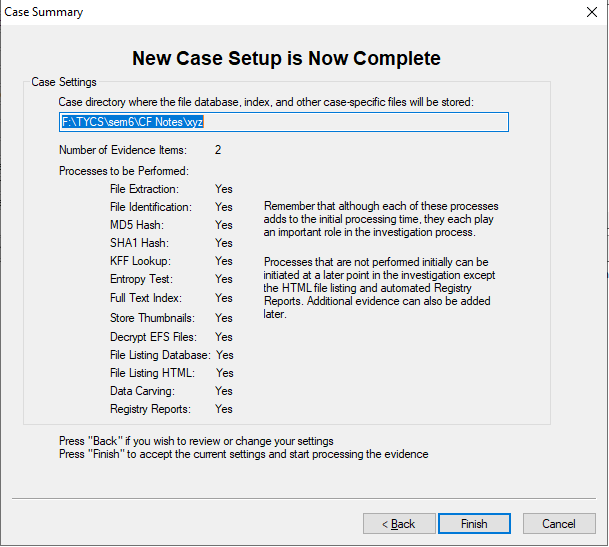 Case Summary
New Case Setup is Now Complete
Case Settings
Case directory where the file database, index, and other case-specific files will be stored:
F:\TYCS\sem6\CF Notes\xyz
Number of Evidence Items: 2
Processes to be Performed:
File Extraction: Yes
File Identification: Yes
MD5 Hash: Yes
SHA1 Hash: Yes
KFF Lookup: Yes
Entropy Test: Yes
Full Text Index: Yes
Store Thumbnails: Yes
Decrypt EFS Files: Yes
File Listing Database: Yes
File Listing HTML: Yes
Data Carving: Yes
Registry Reports: Yes
Remember that although each of these processes
adds to the initial processing time, they each play
an important role in the investigation process.
Processes that are not performed initially can be
initiated at a later point in the investigation except
the HTML file listing and automated Registry
Reports. Additional evidence can also be added
later.
Press "Back" if you wish to review or change your settings
Press "Finish" to accept the current settings and start processing the evidence
< Back Finish Cancel